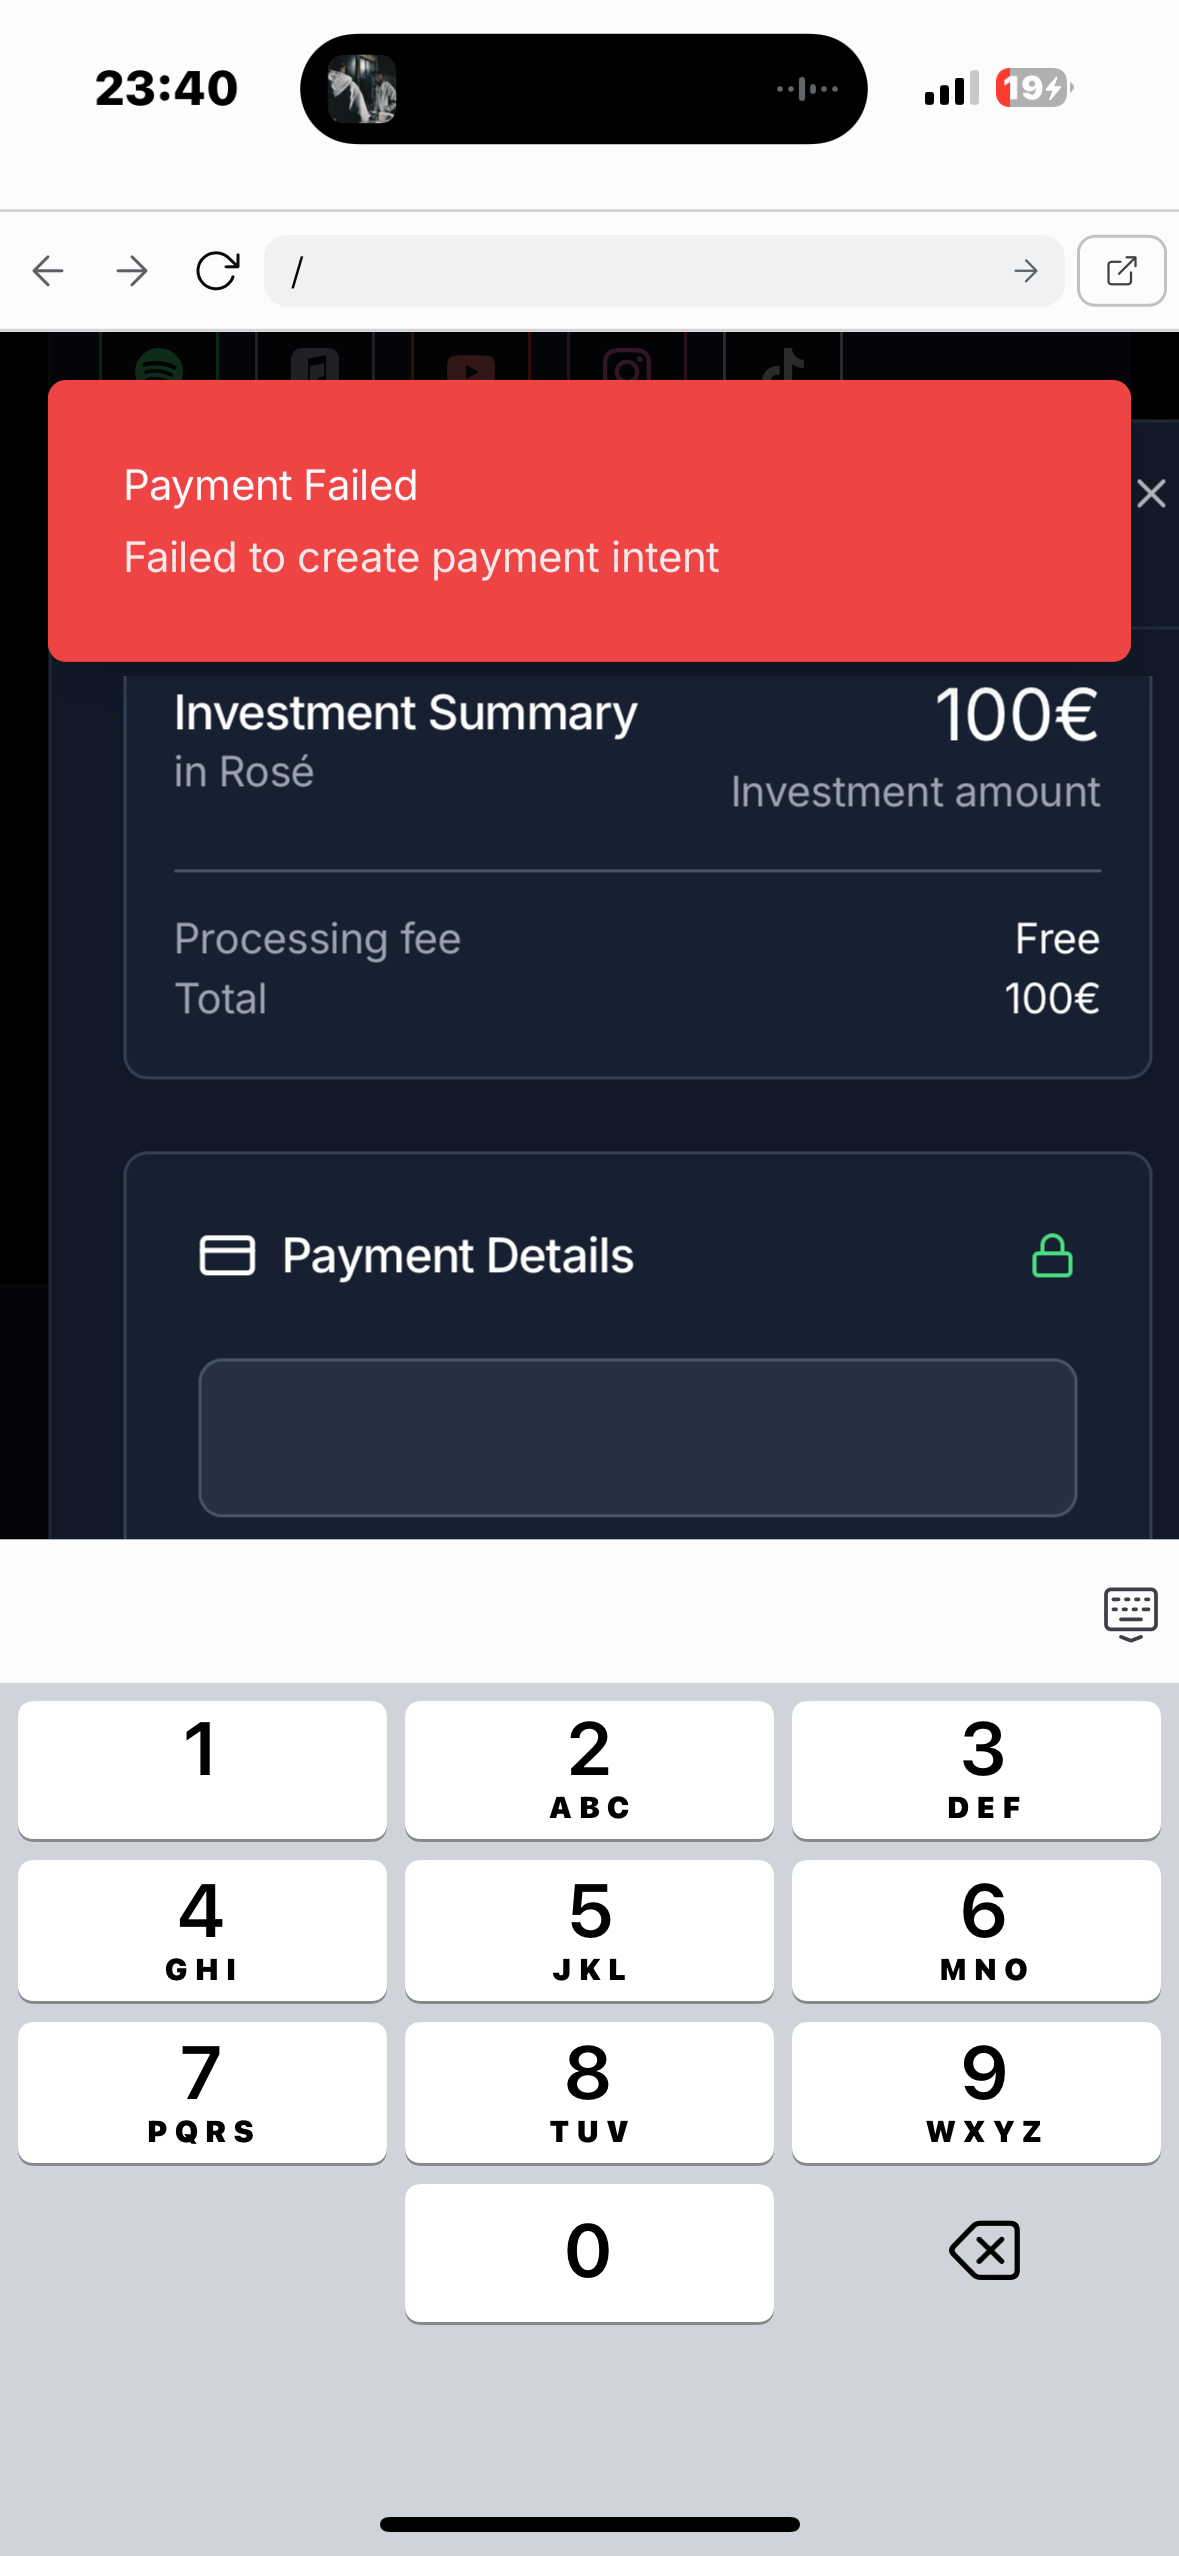 23:40
19
/
Payment Failed
Failed to create payment intent
Investment Summary
100€
in Rosé
Investment amount
Processing fee
Free
Total
100€
Payment Details
1
2
ABC
3
DEF
4
GHI
5
JKL
6
MNO
7
PQRS
8
TUV
9
WXYZ
0